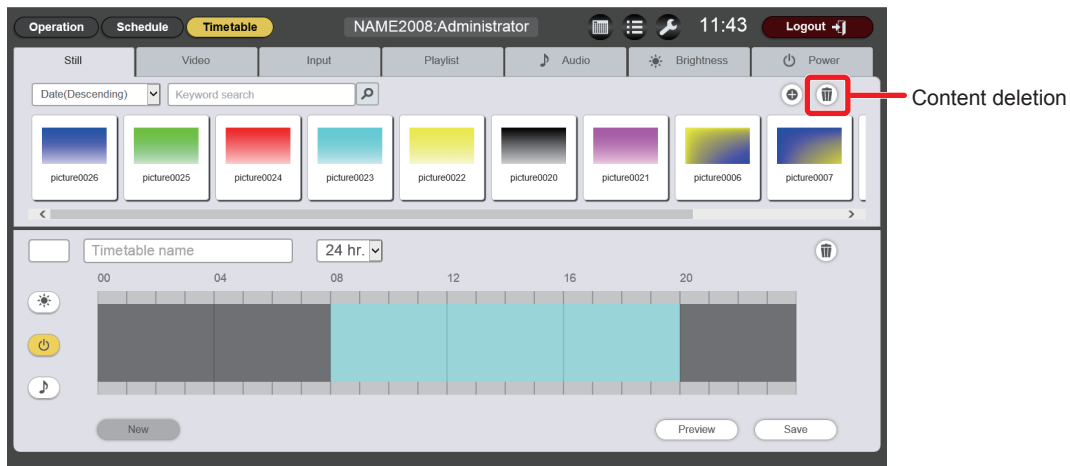 Operation Schedule Timetable NAME2008:Administrator 11:43 Logout
Still Video Input Playlist Audio Brightness Power
Date(Descending) Keyword search
Content deletion
picture0026 picture0025 picture0024 picture0023 picture0022 picture0020 picture0021 picture0006 picture0007
Timetable name 24 hr.
00 04 08 12 16 20
New Preview Save